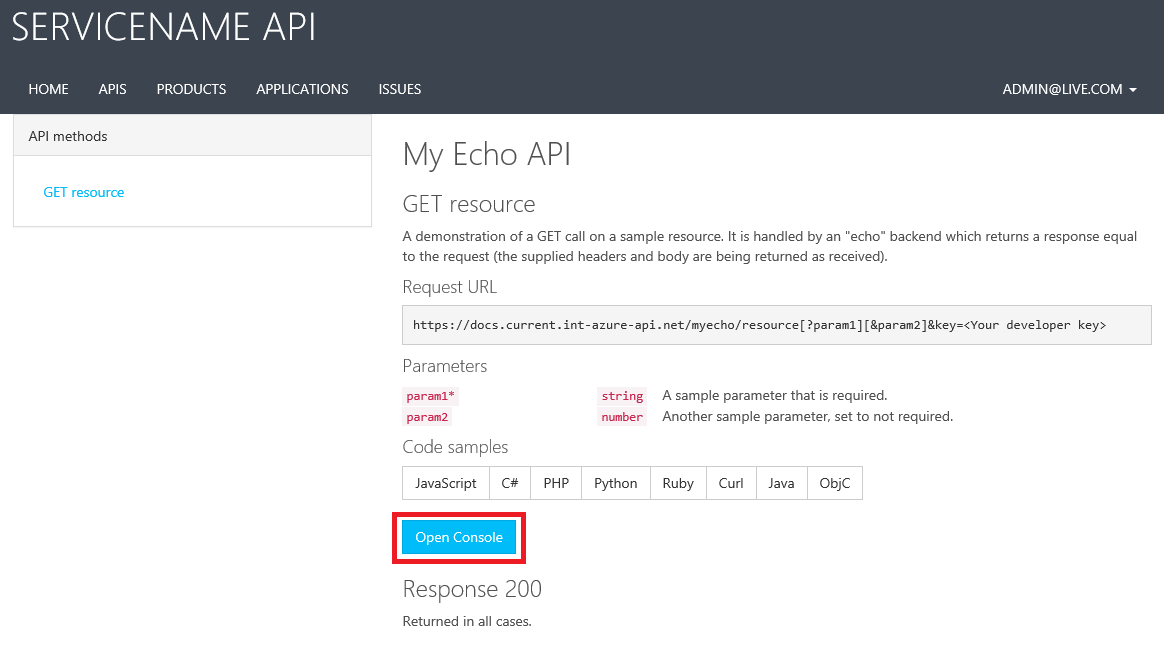 SERVICENAME API
HOME APIS PRODUCTS APPLICATIONS ISSUES ADMIN@LIVE.COM
API methods
GET resource
My Echo API
GET resource
A demonstration of a GET call on a sample resource. It is handled by an "echo" backend which returns a response equal
to the request (the supplied headers and body are being returned as received).
Request URL
https://docs.current.int-azure-api.net/myecho/resource[?param1][&param2]&key=<Your developer key>
Parameters
param1* string A sample parameter that is required.
param2 number Another sample parameter, set to not required.
Code samples
JavaScript C# PHP Python Ruby Curl Java ObjC
Open Console
Response 200
Returned in all cases.